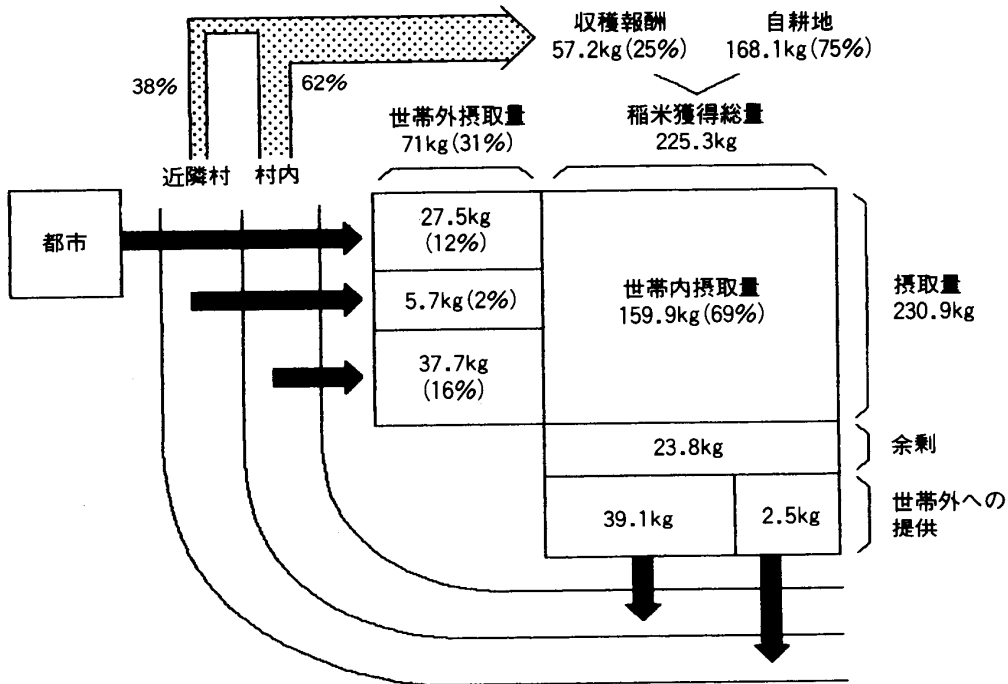 収穫報酬
57.2kg(25%)
自耕地
168.1kg(75%)
38%
62%
世帯外摂取量
71kg(31%)
稲米獲得総量
225.3kg
近隣村
村内
都市
27.5kg
(12%)
5.7kg(2%)
37.7kg
(16%)
世帯内摂取量
159.9kg(69%)
摂取量
230.9kg
23.8kg
余剰
39.1kg
2.5kg
世帯外への
提供